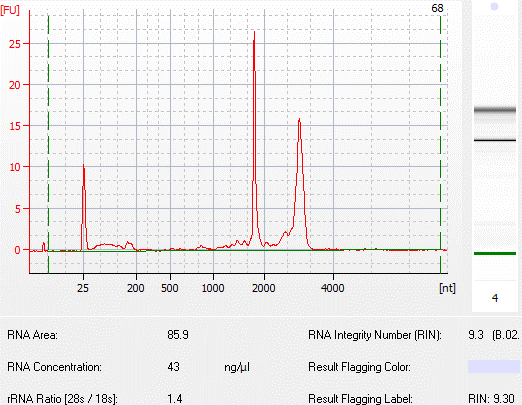 [FU]
68
25
20
15
10
5
0
25 200 500 1000 2000 4000 [nt]
4
RNA Area: 85.9 RNA Integrity Number (RIN): 9.3 (B.02.
RNA Concentration: 43 ng/µl Result Flagging Color:
rRNA Ratio [28s / 18s]: 1.4 Result Flagging Label: RIN: 9.30